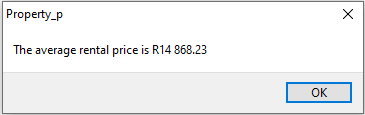 Property_p
The average rental price is R14 868.23
OK